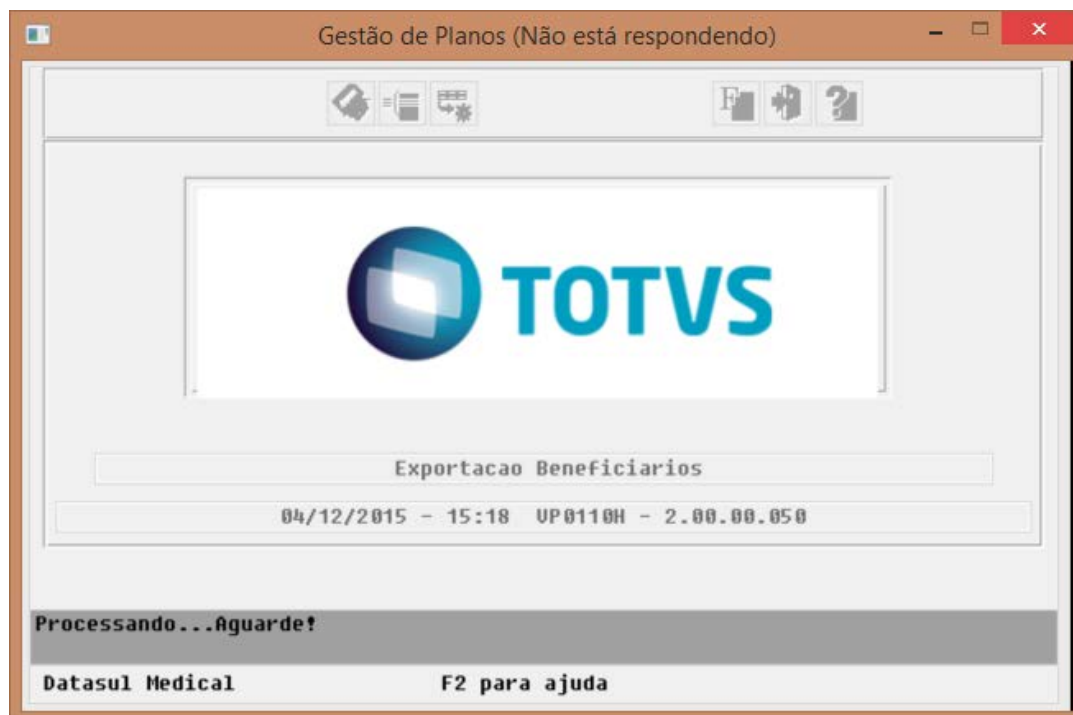 Gestão de Planos (Não está respondendo)
TOTVS
Exportacao Beneficiarios
04/12/2015 - 15:18 VP0110H - 2.00.00.050
Processando...Aguarde!
Datasul Medical F2 para ajuda